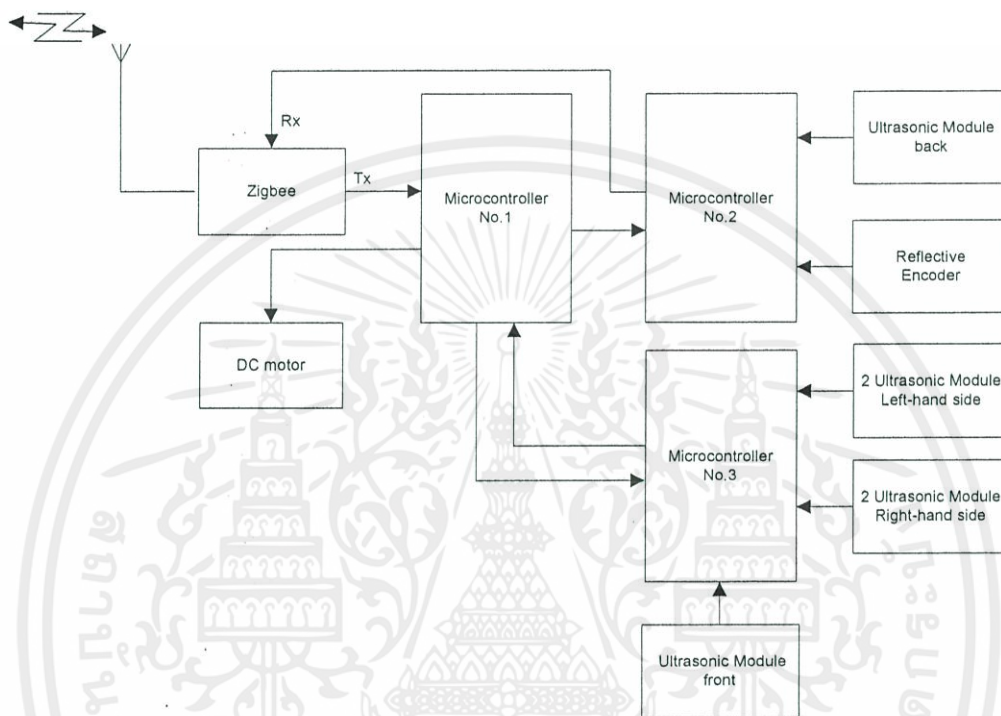 Rx
Zigbee
Tx
Microcontroller
No.1
Microcontroller
No.2
Ultrasonic Module
back
Reflective
Encoder
DC motor
Microcontroller
No.3
2 Ultrasonic Module
Left-hand side
2 Ultrasonic Module
Right-hand side
Ultrasonic Module
front